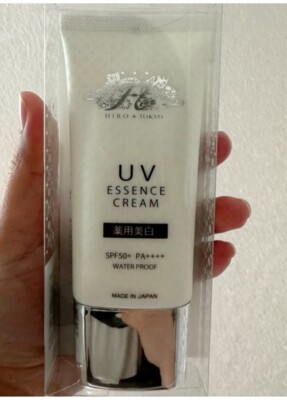 HIRO ◆ TOKYO
UV
ESSENCE
CREAM
薬用美白
SPF50+ PA++++
WATER PROOF
MADE IN JAPAN